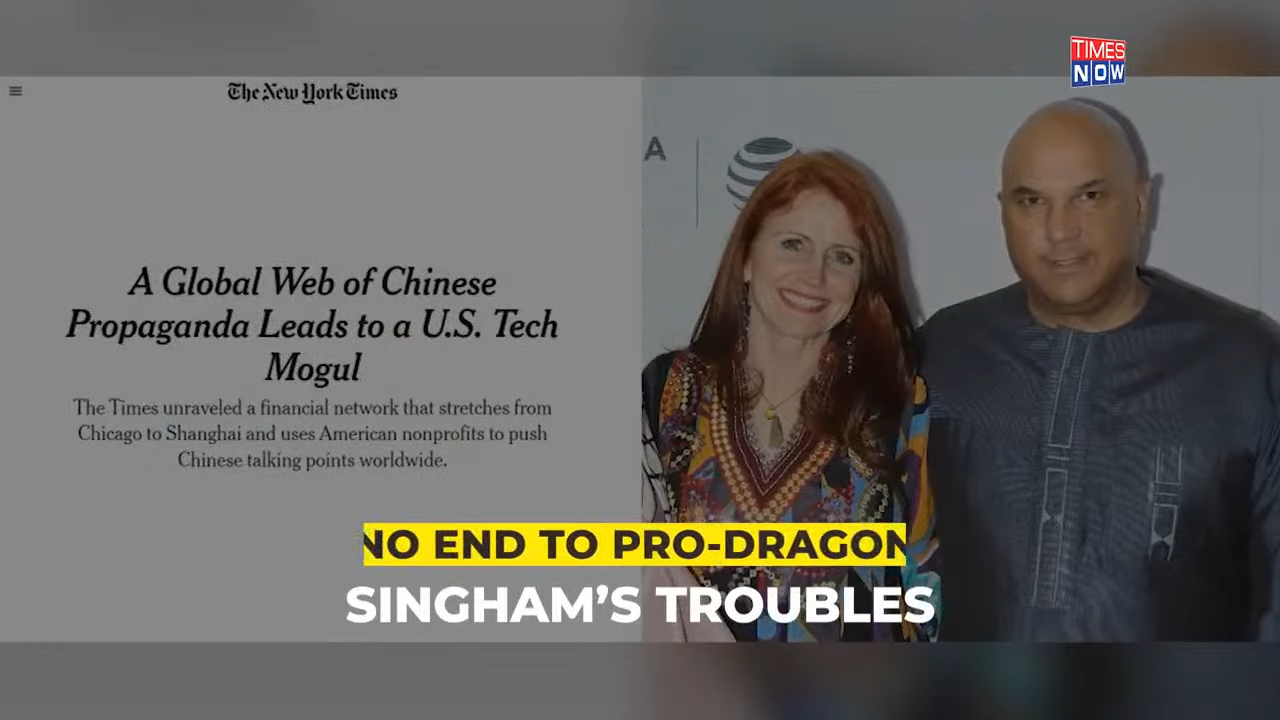 TIMES
NOW
The New York Times
A
A Global Web of Chinese
Propaganda Leads to a U.S. Tech
Mogul
The Times unraveled a financial network that stretches from
Chicago to Shanghai and uses American nonprofits to push
Chinese talking points worldwide.
NO END TO PRO-DRAGON
SINGHAM'S TROUBLES